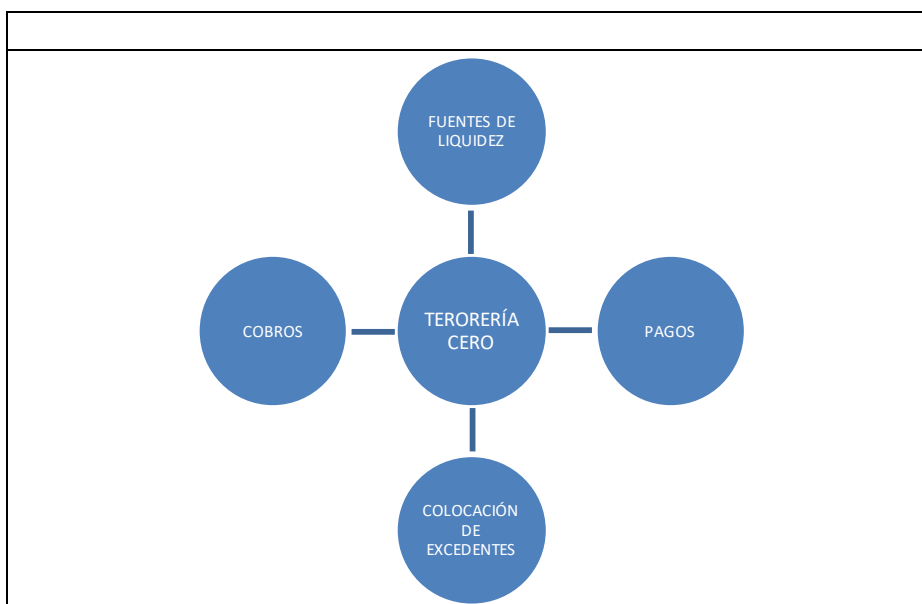 FUENTES DE
LIQUIDEZ
COBROS
TERORERÍA
CERO
PAGOS
COLOCACIÓN
DE
EXCEDENTES